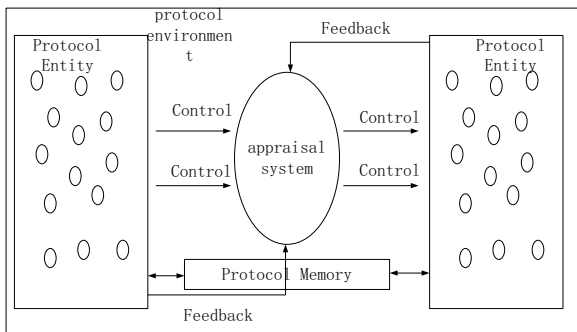 protocol
environmen
t
Protocol
Entity
Feedback
Protocol
Entity
Control
Control
appraisal
system
Control
Control
Protocol Memory
Feedback